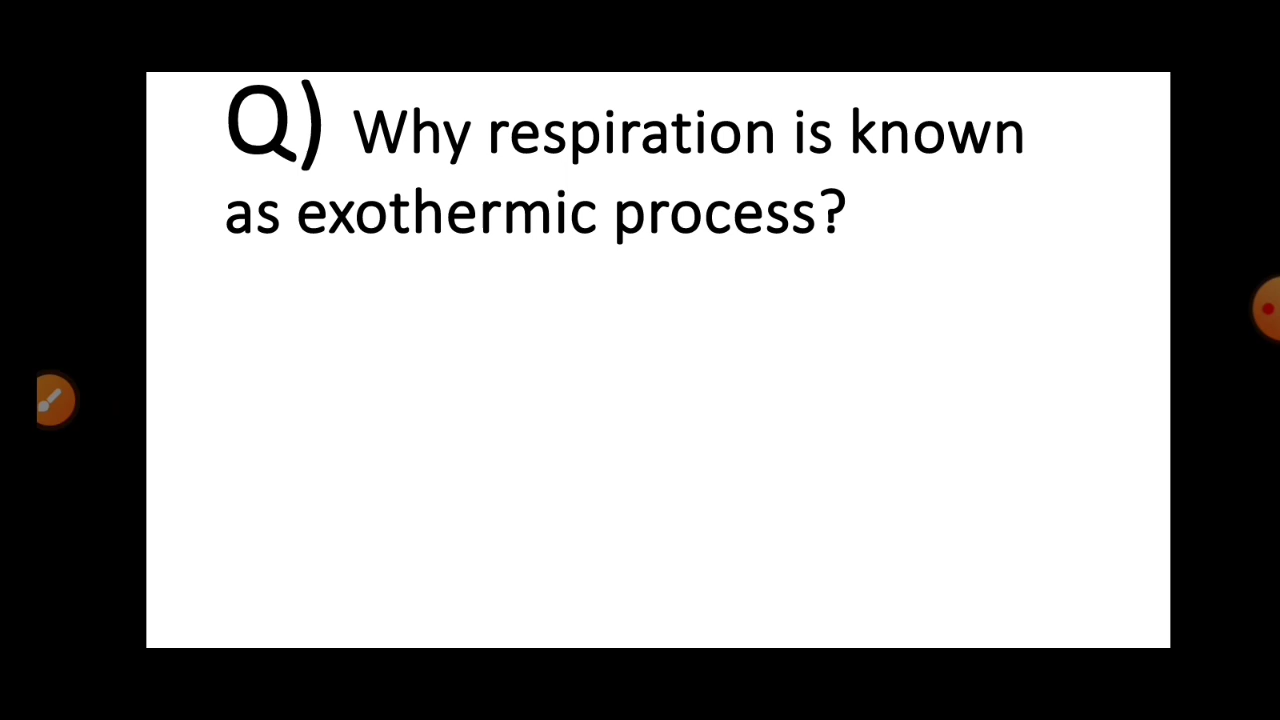 Q) Why respiration is known
as exothermic process?